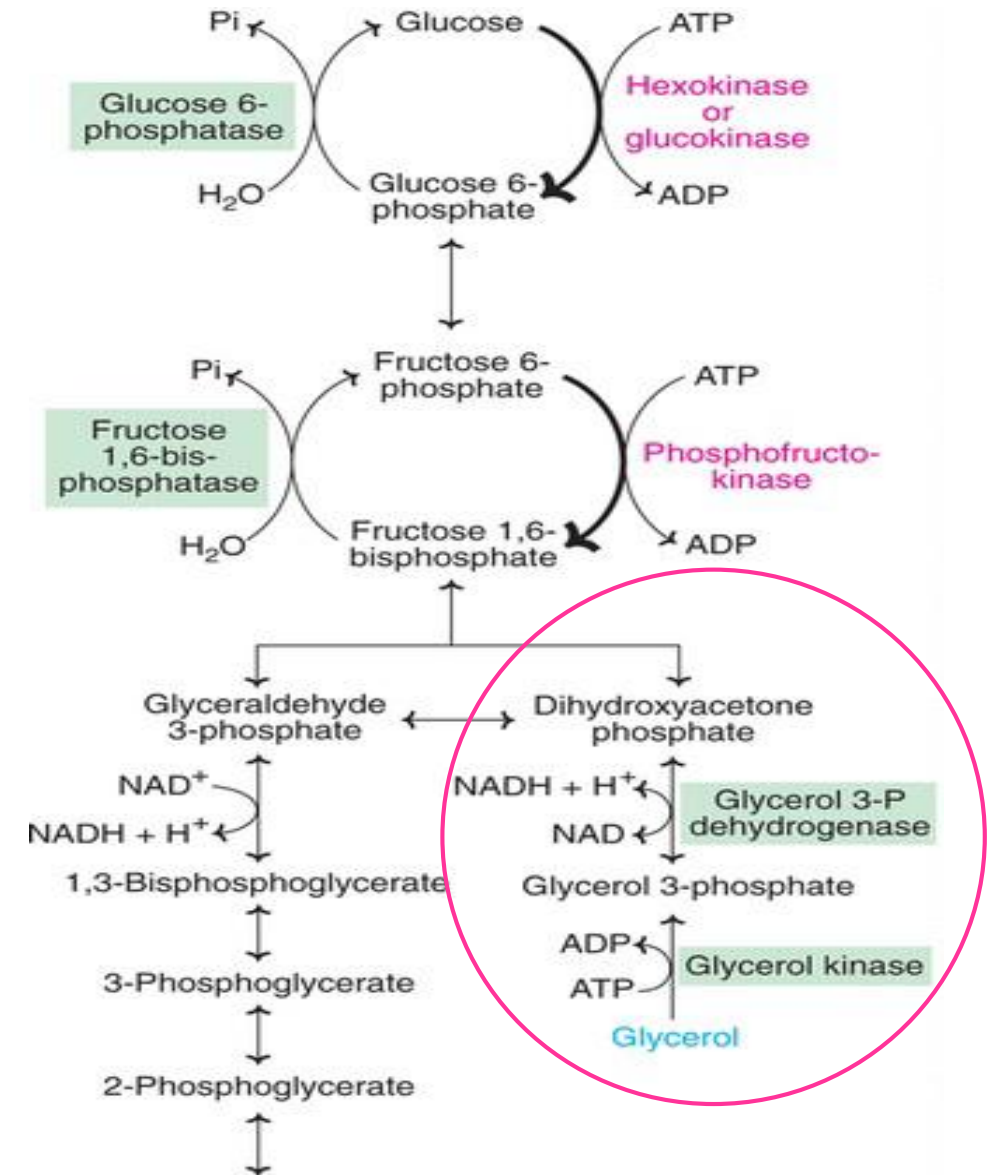 Pi
Glucose
ATP
Glucose 6-
phosphatase
Hexokinase
or
glucokinase
H₂O
Glucose 6-
phosphate
ADP
Fructose 6-
phosphate
Pi
ATP
Fructose
1,6-bis-
phosphatase
Phosphofructo-
kinase
H₂O
Fructose 1,6-
bisphosphate
ADP
Glyceraldehyde
3-phosphate
Dihydroxyacetone
phosphate
NAD⁺
NADH + H⁺
NADH + H⁺
NAD
Glycerol 3-P
dehydrogenase
1,3-Bisphosphoglycerate
Glycerol 3-phosphate
ADP
ATP
Glycerol kinase
3-Phosphoglycerate
Glycerol
2-Phosphoglycerate